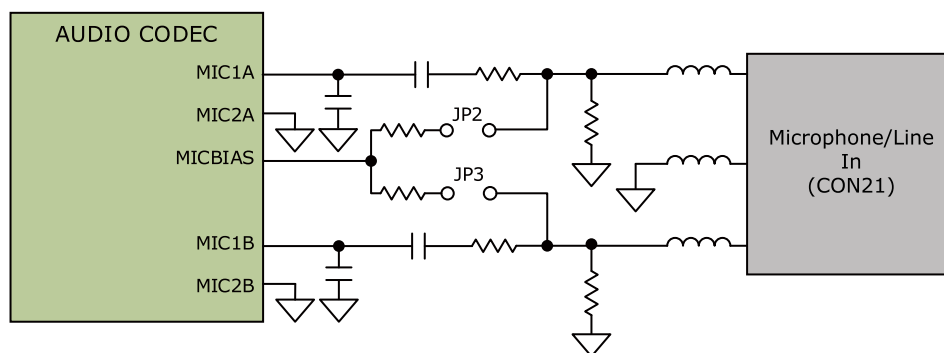 AUDIO CODEC
MIC1A
MIC2A
MICBIAS
MIC1B
MIC2B
JP2
JP3
Microphone/Line
In
(CON21)